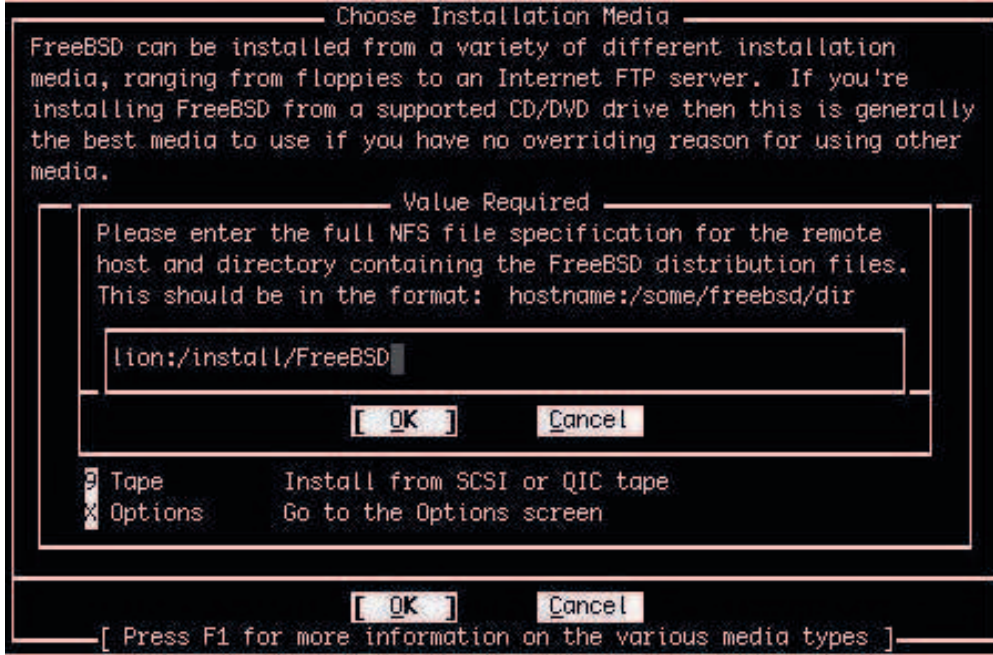 Choose Installation Media
FreeBSD can be installed from a variety of different installation
media, ranging from floppies to an Internet FTP server.  If you're
installing FreeBSD from a supported CD/DVD drive then this is generally
the best media to use if you have no overriding reason for using other
media.
Value Required
Please enter the full NFS file specification for the remote
host and directory containing the FreeBSD distribution files.
This should be in the format:  hostname:/some/freebsd/dir
lion:/install/FreeBSD
[ OK ] Cancel
9 Tape Install from SCSI or QIC tape
X Options Go to the Options screen
[ OK ] Cancel
[ Press F1 for more information on the various media types ]